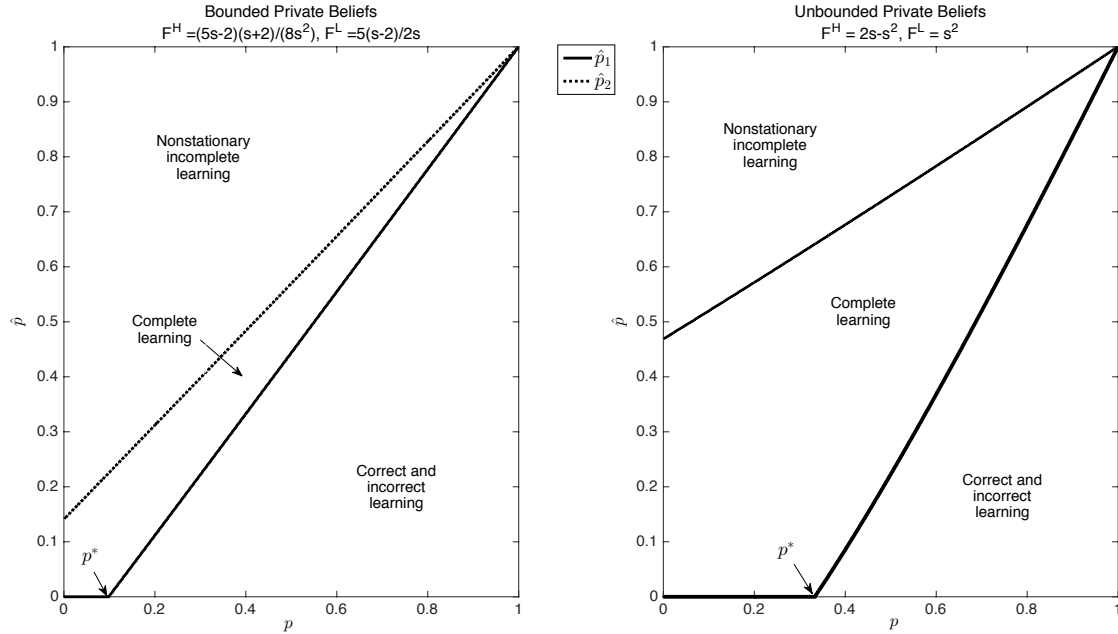 Bounded Private Beliefs
F^H =(5s-2)(s+2)/(8s^2), F^L =5(s-2)/2s
1
0.9
0.8
0.7
0.6
0.5
0.4
0.3
0.2
0.1
0
p̂
Nonstationary
incomplete
learning
Complete
learning
Correct and
incorrect
learning
p*
0
0.2
0.4
0.6
0.8
1
p
p̂₁
p̂₂
Unbounded Private Beliefs
F^H = 2s-s^2, F^L = s^2
1
0.9
0.8
0.7
0.6
0.5
0.4
0.3
0.2
0.1
0
p̂
Nonstationary
incomplete
learning
Complete
learning
Correct and
incorrect
learning
p*
0
0.2
0.4
0.6
0.8
1
p